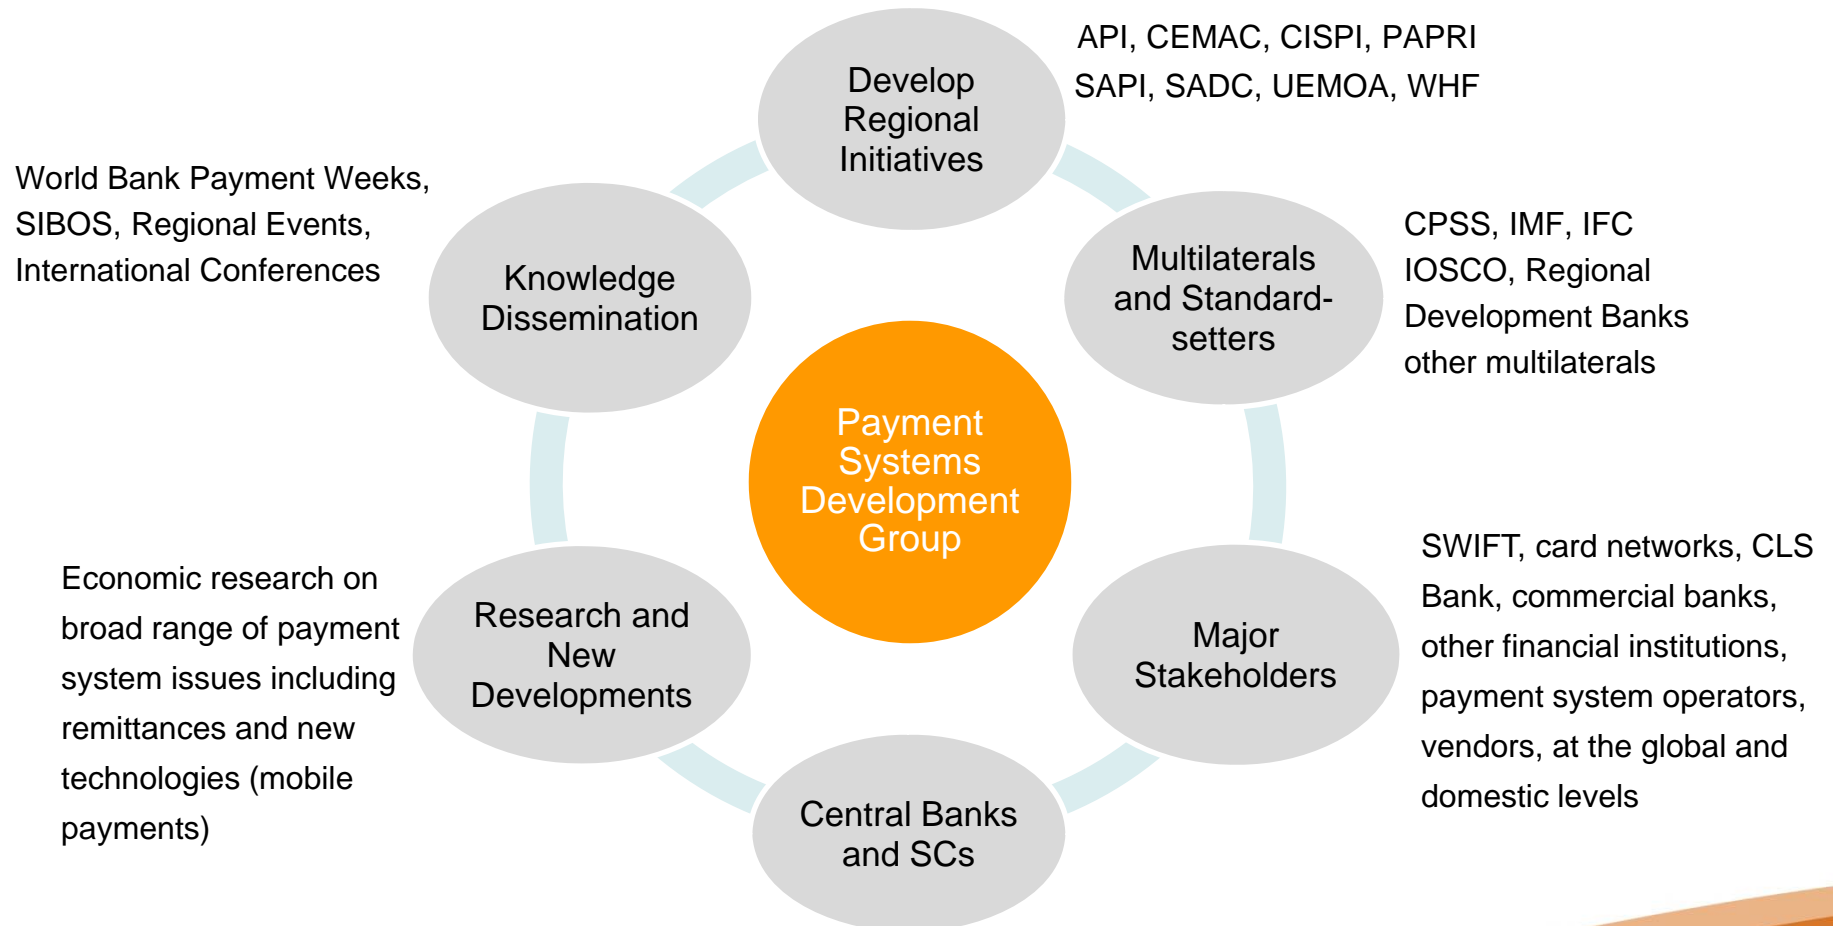 API, CEMAC, CISPI, PAPRI
SAPI, SADC, UEMOA, WHF
Develop
Regional
Initiatives
World Bank Payment Weeks,
SIBOS, Regional Events,
International Conferences
Knowledge
Dissemination
Multilaterals
and Standard-
setters
CPSS, IMF, IFC
IOSCO, Regional
Development Banks
other multilaterals
Payment
Systems
Development
Group
Economic research on
broad range of payment
system issues including
remittances and new
technologies (mobile
payments)
Research and
New
Developments
Major
Stakeholders
SWIFT, card networks, CLS
Bank, commercial banks,
other financial institutions,
payment system operators,
vendors, at the global and
domestic levels
Central Banks
and SCs